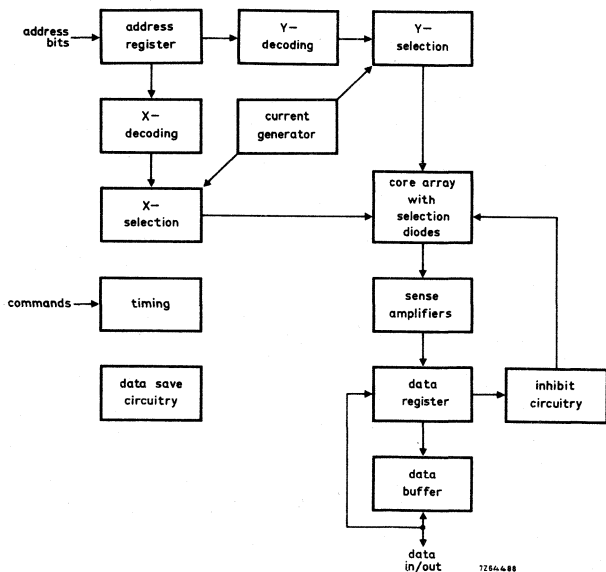 address
bits
address
register
Y-
decoding
Y-
selection
X-
decoding
current
generator
X-
selection
core array
with
selection
diodes
commands
timing
sense
amplifiers
data save
circuitry
data
register
inhibit
circuitry
data
buffer
data
in/out
7264488